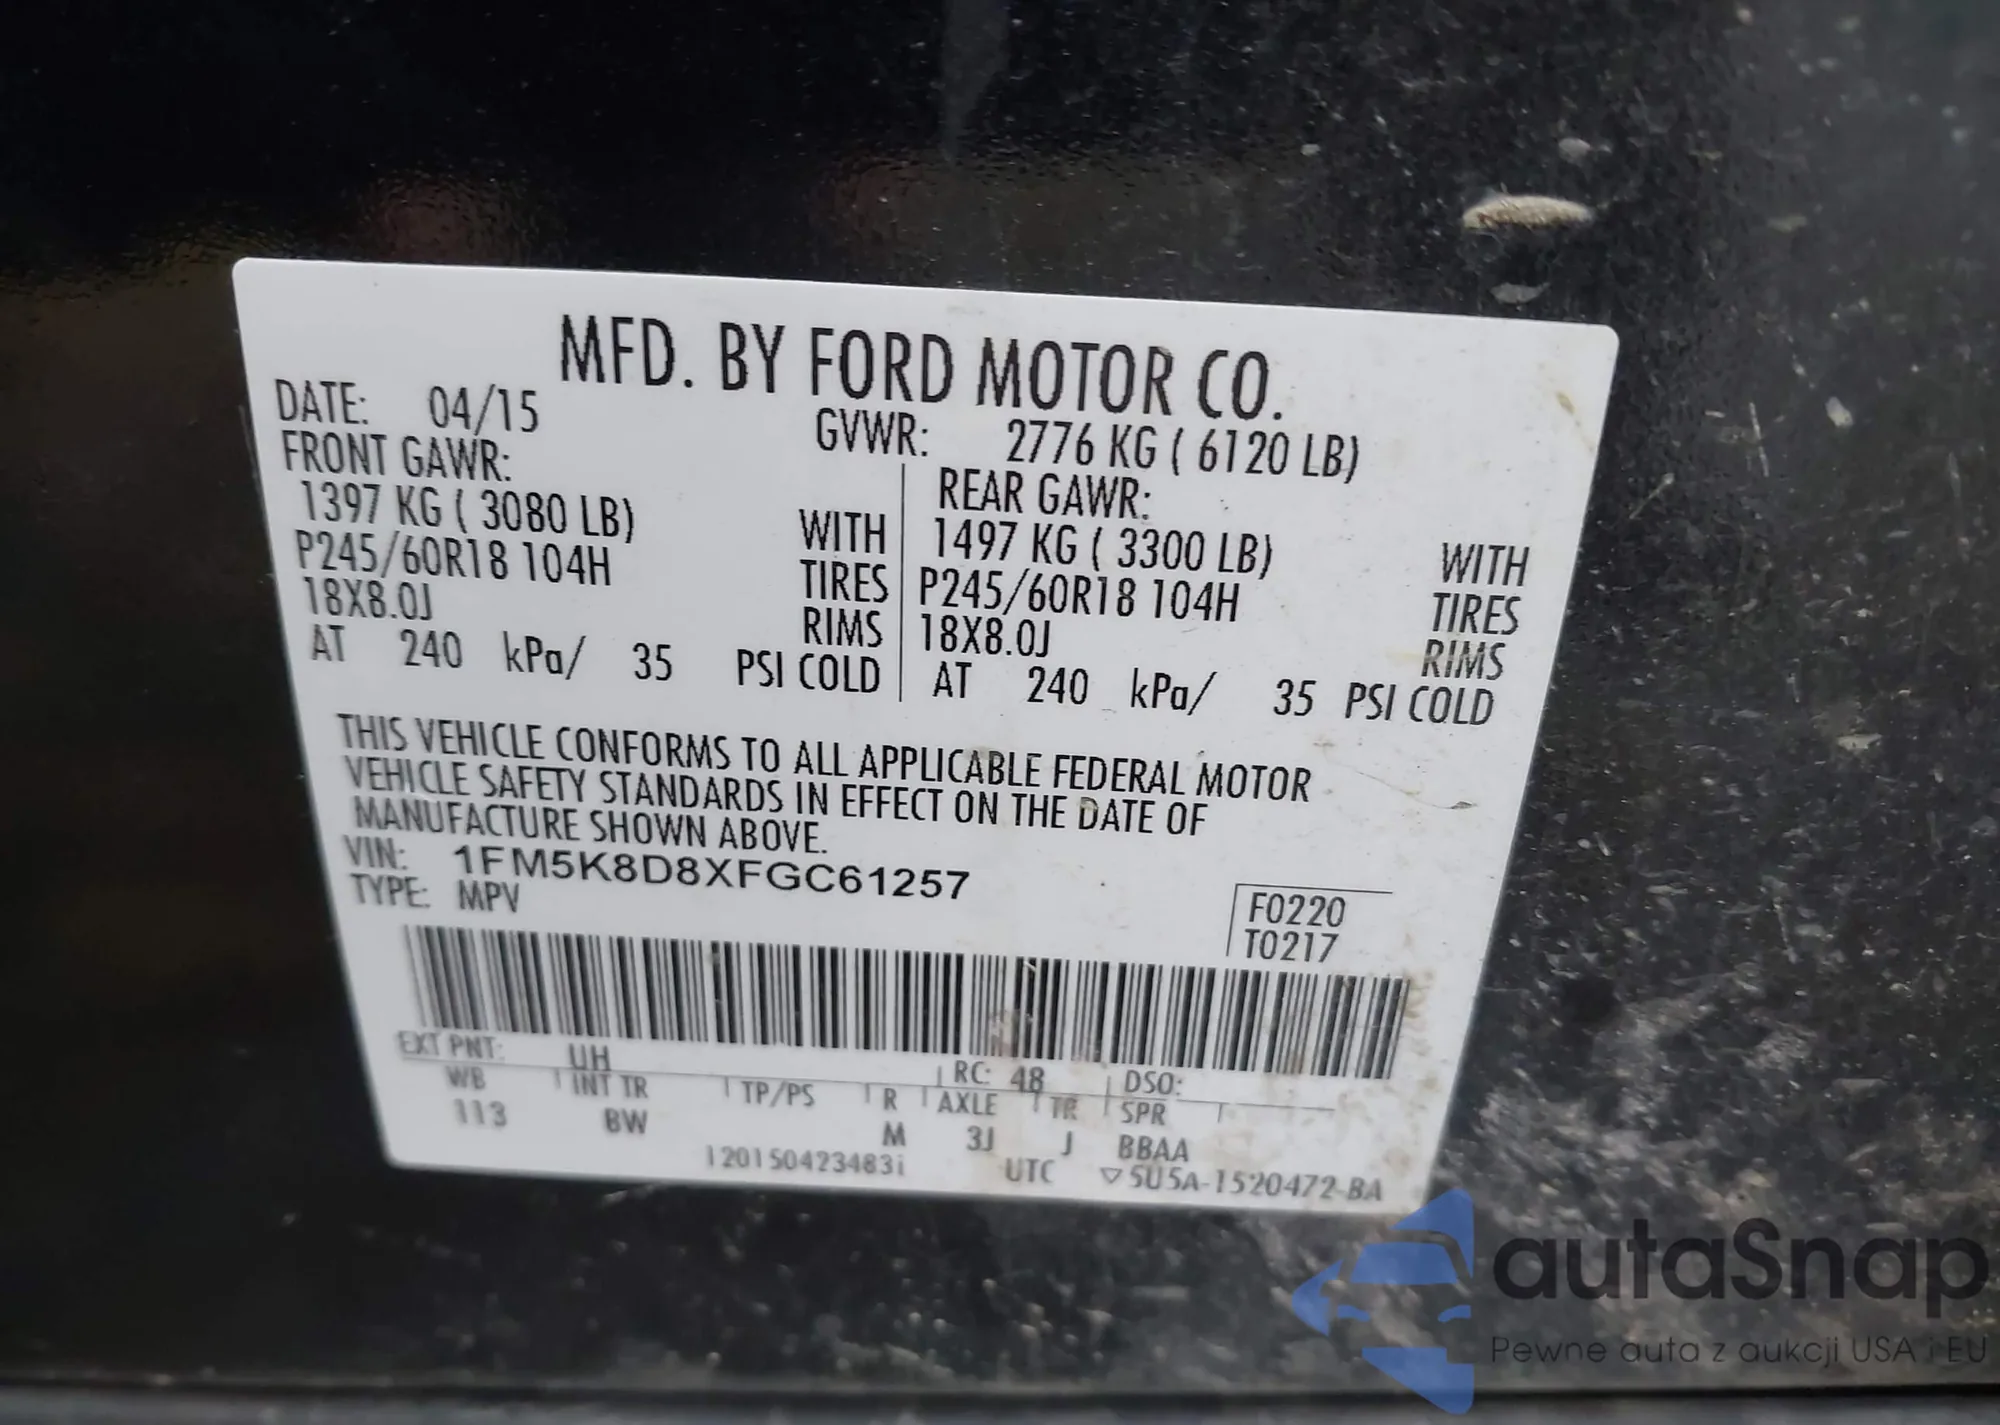 MFD. BY FORD MOTOR CO.
DATE: 04/15 GVWR: 2776 KG ( 6120 LB)
FRONT GAWR: REAR GAWR:
1397 KG ( 3080 LB) WITH 1497 KG ( 3300 LB) WITH
P245/60R18 104H TIRES P245/60R18 104H TIRES
18X8.0J RIMS 18X8.0J RIMS
AT 240 kPa/ 35 PSI COLD AT 240 kPa/ 35 PSI COLD
THIS VEHICLE CONFORMS TO ALL APPLICABLE FEDERAL MOTOR
VEHICLE SAFETY STANDARDS IN EFFECT ON THE DATE OF
MANUFACTURE SHOWN ABOVE.
VIN: 1FM5K8D8XFGC61257
TYPE: MPV
F0220
T0217
EXT PNT: UH RC: 48 DSO:
WB INT TR TP/PS R AXLE TR SPR
113 BW M 3J J BBAA
12015042348​3i UTC ▽5U5A-1520472-BA
autaSnap
Pewne auta z aukcji USA i EU